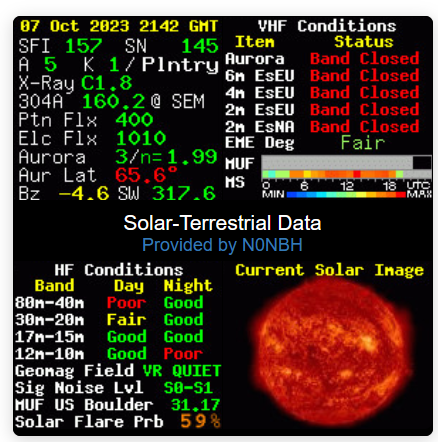 07 Oct 2023 2142 GMT
SFI 157 SN 145
A 5 K 1/Plntry
X-Ray C1.8
304A 160.2@ SEM
Ptn Flx 400
Elc Flx 1010
Aurora 3/n=1.99
Aur Lat 65.6°
Bz -4.6 SW 317.6
VHF Conditions
Item Status
Aurora Band Closed
6m EsEU Band Closed
4m EsEU Band Closed
2m EsEU Band Closed
2m EsNA Band Closed
EME Deg Fair
MUF
MS
0 6 12 18 UTC
MIN MAX
Solar-Terrestrial Data
Provided by N0NBH
HF Conditions
Band Day Night
80m-40m Poor Good
30m-20m Fair Good
17m-15m Good Good
12m-10m Good Poor
Geomag Field VR QUIET
Sig Noise Lvl S0-S1
MUF US Boulder 31.17
Solar Flare Prb 59%
Current Solar Image